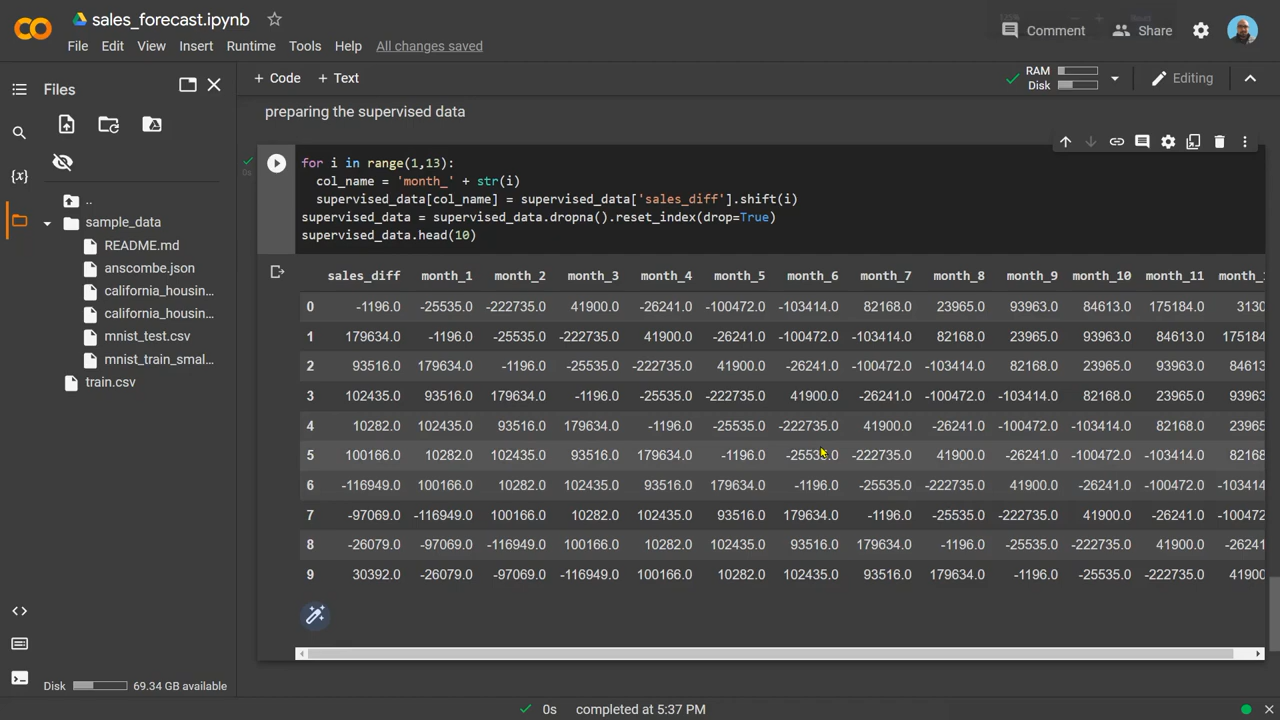 sales_forecast.ipynb
File Edit View Insert Runtime Tools Help All changes saved
Comment Share
Files
+ Code + Text
RAM
Disk
Editing
preparing the supervised data
..
sample_data
README.md
anscombe.json
california_housin...
california_housin...
mnist_test.csv
mnist_train_smal...
train.csv
for i in range(1,13):
col_name = 'month_' + str(i)
supervised_data[col_name] = supervised_data['sales_diff'].shift(i)
supervised_data = supervised_data.dropna().reset_index(drop=True)
supervised_data.head(10)
sales_diff month_1 month_2 month_3 month_4 month_5 month_6 month_7 month_8 month_9 month_10 month_11 month_
0 -1196.0 -25535.0 -222735.0 41900.0 -26241.0 -100472.0 -103414.0 82168.0 23965.0 93963.0 84613.0 175184.0 3130
1 179634.0 -1196.0 -25535.0 -222735.0 41900.0 -26241.0 -100472.0 -103414.0 82168.0 23965.0 93963.0 84613.0 175184
2 93516.0 179634.0 -1196.0 -25535.0 -222735.0 41900.0 -26241.0 -100472.0 -103414.0 82168.0 23965.0 93963.0 84613
3 102435.0 93516.0 179634.0 -1196.0 -25535.0 -222735.0 41900.0 -26241.0 -100472.0 -103414.0 82168.0 23965.0 93963
4 10282.0 102435.0 93516.0 179634.0 -1196.0 -25535.0 -222735.0 41900.0 -26241.0 -100472.0 -103414.0 82168.0 23965
5 100166.0 10282.0 102435.0 93516.0 179634.0 -1196.0 -25535.0 -222735.0 41900.0 -26241.0 -100472.0 -103414.0 82168
6 -116949.0 100166.0 10282.0 102435.0 93516.0 179634.0 -1196.0 -25535.0 -222735.0 41900.0 -26241.0 -100472.0 -103414
7 -97069.0 -116949.0 100166.0 10282.0 102435.0 93516.0 179634.0 -1196.0 -25535.0 -222735.0 41900.0 -26241.0 -100472
8 -26079.0 -97069.0 -116949.0 100166.0 10282.0 102435.0 93516.0 179634.0 -1196.0 -25535.0 -222735.0 41900.0 -26241
9 30392.0 -26079.0 -97069.0 -116949.0 100166.0 10282.0 102435.0 93516.0 179634.0 -1196.0 -25535.0 -222735.0 41900
Disk 69.34 GB available
0s completed at 5:37 PM